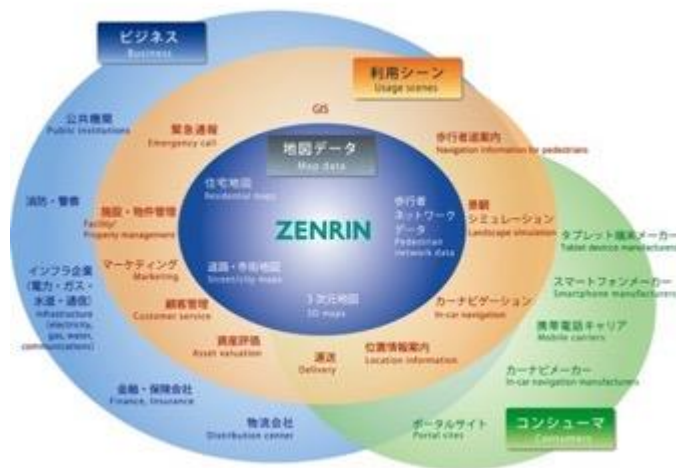 ビジネス
Business
利用シーン
Usage scenes
GIS
公共機関
Public institutions
緊急通報
Emergency call
歩行者道案内
Navigation information for pedestrians
地図データ
Map data
住宅地図
Residential maps
消防・警察
施設・物件管理
Facility/
Property management
歩行者
ネットワーク
データ
Pedestrian
network data
景観
シミュレーション
Landscape simulation
ZENRIN
タブレット端末メーカー
Tablet device manufacturers
マーケティング
Marketing
道路・市街地図
Street/city maps
インフラ企業
(電力・ガス・
水道・通信)
Infrastructure
(electricity,
gas, water,
communications)
スマートフォンメーカー
Smartphone manufacturers
顧客管理
Customer service
3次元地図
3D maps
カーナビゲーション
In-car navigation
携帯電話キャリア
Mobile carriers
資産評価
Asset valuation
運送
Delivery
位置情報案内
Location information
カーナビメーカー
In-car navigation manufacturers
金融・保険会社
Finance, Insurance
物流会社
Distribution center
ポータルサイト
Portal sites
コンシューマ
Consumers